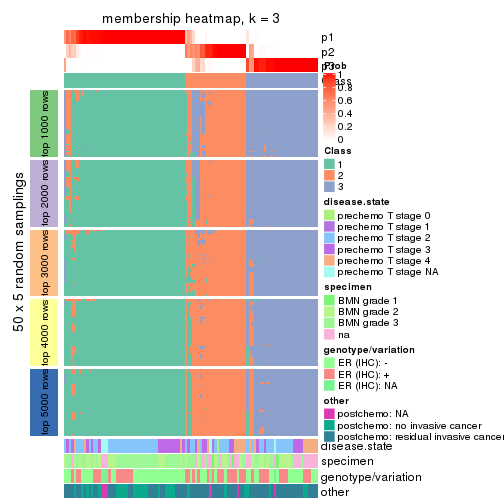 membership heatmap, k = 3
p1
p2
p3
Prob
1
0.8
0.6
0.4
0.2
0
Class
Class
1
2
3
disease.state
prechemo T stage 0
prechemo T stage 1
prechemo T stage 2
prechemo T stage 3
prechemo T stage 4
prechemo T stage NA
specimen
BMN grade 1
BMN grade 2
BMN grade 3
na
genotype/variation
ER (IHC): -
ER (IHC): +
ER (IHC): NA
other
postchemo: NA
postchemo: no invasive cancer
postchemo: residual invasive cancer
50 x 5 random samplings
top 1000 rows
top 2000 rows
top 3000 rows
top 4000 rows
top 5000 rows
disease.state
specimen
genotype/variation
other